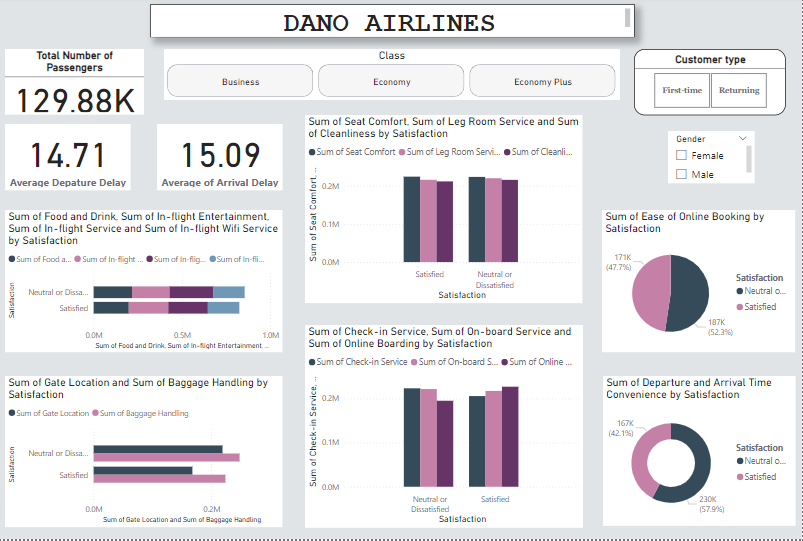 DANO AIRLINES
Total Number of
Passengers
129.88K
Class
Business
Economy
Economy Plus
Customer type
First-time
Returning
14.71
Average Depature Delay
15.09
Average of Arrival Delay
Gender
Female
Male
Sum of Seat Comfort, Sum of Leg Room Service and Sum
of Cleanliness by Satisfaction
Sum of Seat Comfort
Sum of Leg Room Servi...
Sum of Cleanli...
Sum of Seat Comfort, ...
0.2M
0.1M
0.0M
Satisfied
Neutral or
Dissatisfied
Satisfaction
Sum of Food and Drink, Sum of In-flight Entertainment,
Sum of In-flight Service and Sum of In-flight Wifi Service
by Satisfaction
Sum of Food a...
Sum of In-flight ...
Sum of In-flig...
Sum of In-fli...
Satisfaction
Neutral or Dissa...
Satisfied
0.0M
0.5M
1.0M
Sum of Food and Drink, Sum of In-flight Entertainment, ...
Sum of Ease of Online Booking by
Satisfaction
171K
(47.7%)
187K
(52.3%)
Satisfaction
Neutral o...
Satisfied
Sum of Check-in Service, Sum of On-board Service and
Sum of Online Boarding by Satisfaction
Sum of Check-in Service
Sum of On-board S...
Sum of Online ...
Sum of Check-in Service, ...
0.2M
0.1M
0.0M
Neutral or
Dissatisfied
Satisfied
Satisfaction
Sum of Gate Location and Sum of Baggage Handling by
Satisfaction
Sum of Gate Location
Sum of Baggage Handling
Satisfaction
Neutral or Dissa...
Satisfied
0.0M
0.2M
Sum of Gate Location and Sum of Baggage Handling
Sum of Departure and Arrival Time
Convenience by Satisfaction
167K
(42.1%)
230K
(57.9%)
Satisfaction
Neutral o...
Satisfied